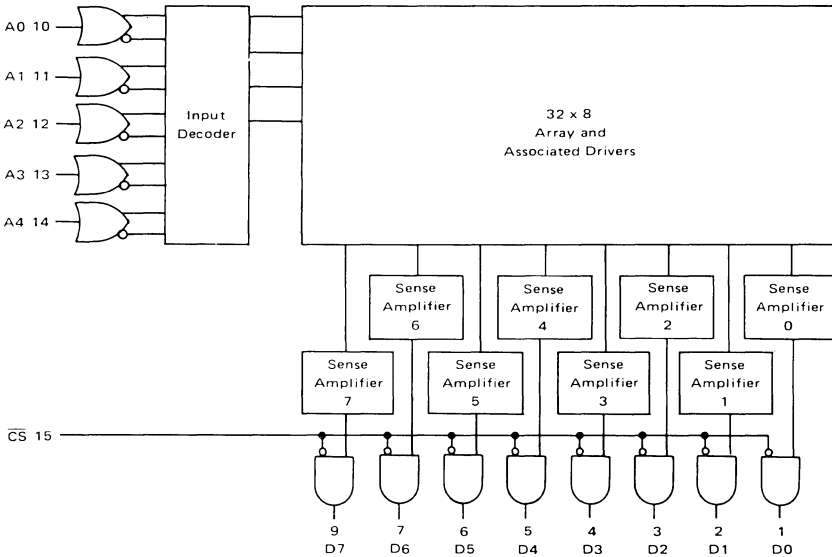 A0 10
A1 11
A2 12
A3 13
A4 14
Input
Decoder
32 x 8
Array and
Associated Drivers
Sense
Amplifier
6
Sense
Amplifier
4
Sense
Amplifier
2
Sense
Amplifier
0
Sense
Amplifier
7
Sense
Amplifier
5
Sense
Amplifier
3
Sense
Amplifier
1
C̅S̅ 15
9 7 6 5 4 3 2 1
D7 D6 D5 D4 D3 D2 D1 D0